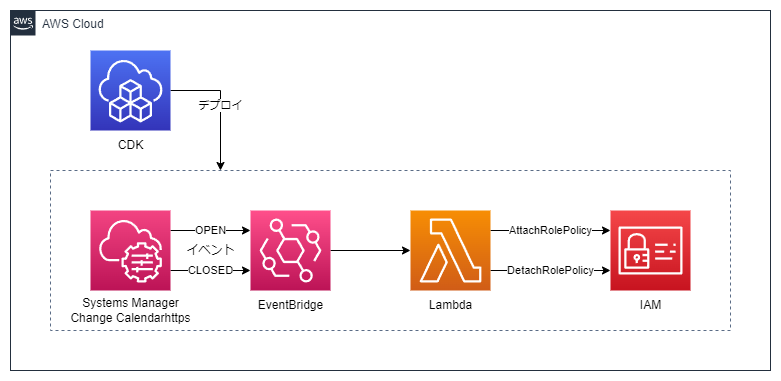 aws
AWS Cloud
デプロイ
CDK
OPEN
イベント
CLOSED
AttachRolePolicy
DetachRolePolicy
Systems Manager
Change Calendarhttps
EventBridge
Lambda
IAM